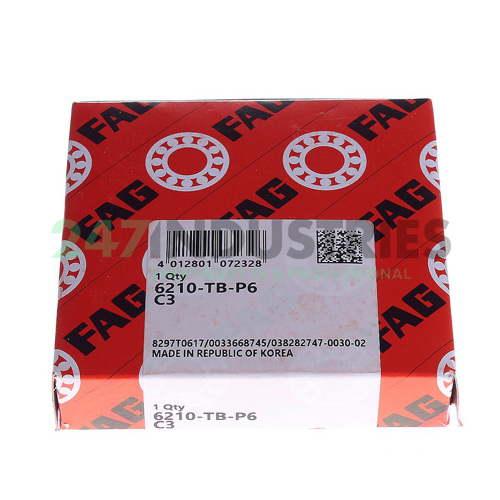 FAG
FAG
FAG
FAG
247INDUSTRIES
4 012801 072328
1 Qty
6210-TB-P6
C3
8297T0617/0033668745/038282747-0030-02
MADE IN REPUBLIC OF KOREA
FAG
1 Qty
6210-TB-P6
C3